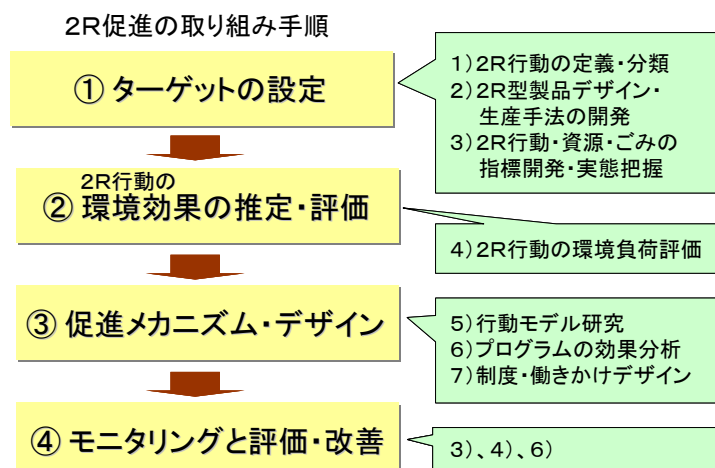 2R促進の取り組み手順
① ターゲットの設定
1)2R行動の定義・分類
2)2R型製品デザイン・
生産手法の開発
3)2R行動・資源・ごみの
指標開発・実態把握
2R行動の
② 環境効果の推定・評価
4)2R行動の環境負荷評価
③ 促進メカニズム・デザイン
5)行動モデル研究
6)プログラムの効果分析
7)制度・働きかけデザイン
④ モニタリングと評価・改善
3)、4)、6)